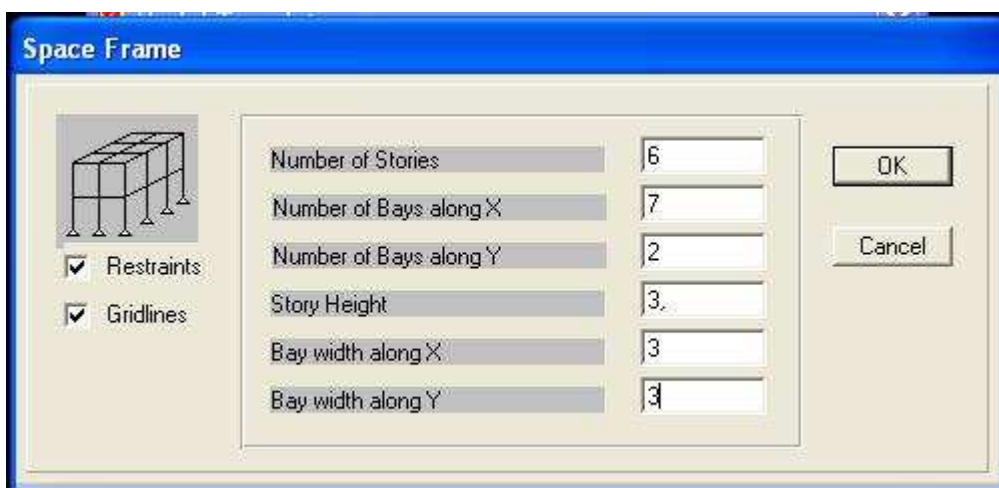 Space Frame
Number of Stories 6
Number of Bays along X 7
Number of Bays along Y 2
Story Height 3,
Bay width along X 3
Bay width along Y 3
Restraints
Gridlines
OK
Cancel